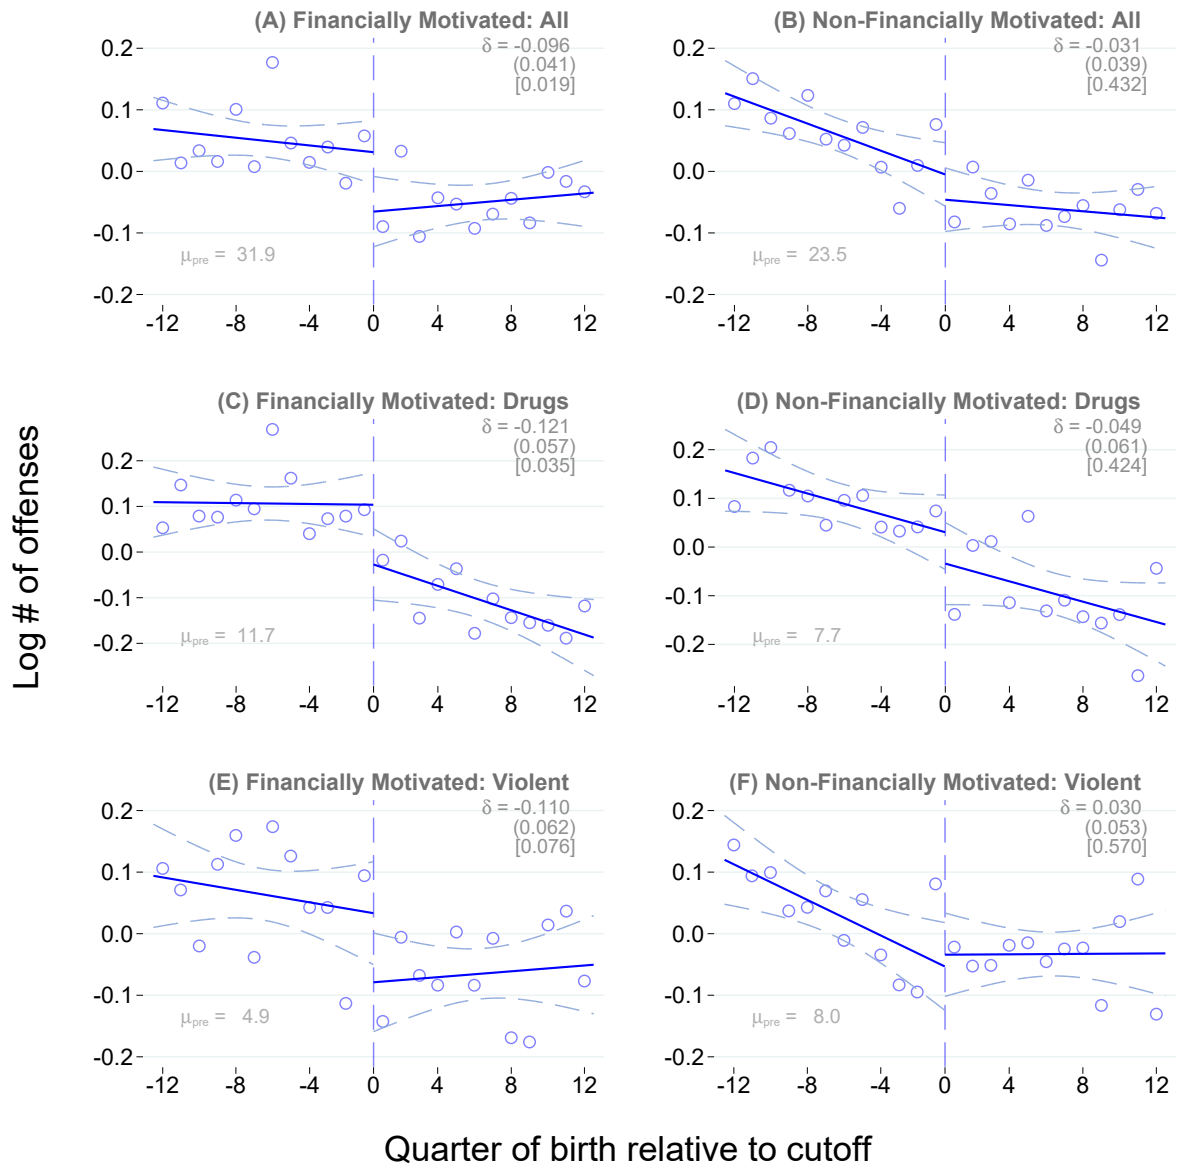 Log # of offenses
(A) Financially Motivated: All
δ = -0.096
(0.041)
[0.019]
0.2
0.1
0.0
-0.1
-0.2
μpre = 31.9
-12 -8 -4 0 4 8 12
(B) Non-Financially Motivated: All
δ = -0.031
(0.039)
[0.432]
0.2
0.1
0.0
-0.1
-0.2
μpre = 23.5
-12 -8 -4 0 4 8 12
(C) Financially Motivated: Drugs
δ = -0.121
(0.057)
[0.035]
0.2
0.1
0.0
-0.1
-0.2
μpre = 11.7
-12 -8 -4 0 4 8 12
(D) Non-Financially Motivated: Drugs
δ = -0.049
(0.061)
[0.424]
0.2
0.1
0.0
-0.1
-0.2
μpre = 7.7
-12 -8 -4 0 4 8 12
(E) Financially Motivated: Violent
δ = -0.110
(0.062)
[0.076]
0.2
0.1
0.0
-0.1
-0.2
μpre = 4.9
-12 -8 -4 0 4 8 12
(F) Non-Financially Motivated: Violent
δ = 0.030
(0.053)
[0.570]
0.2
0.1
0.0
-0.1
-0.2
μpre = 8.0
-12 -8 -4 0 4 8 12
Quarter of birth relative to cutoff